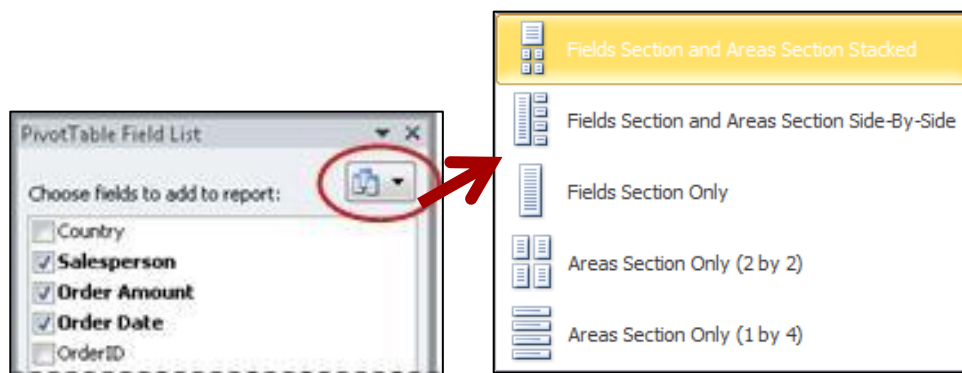 PivotTable Field List
Choose fields to add to report:
Country
Salesperson
Order Amount
Order Date
OrderID
Fields Section and Areas Section Stacked
Fields Section and Areas Section Side-By-Side
Fields Section Only
Areas Section Only (2 by 2)
Areas Section Only (1 by 4)